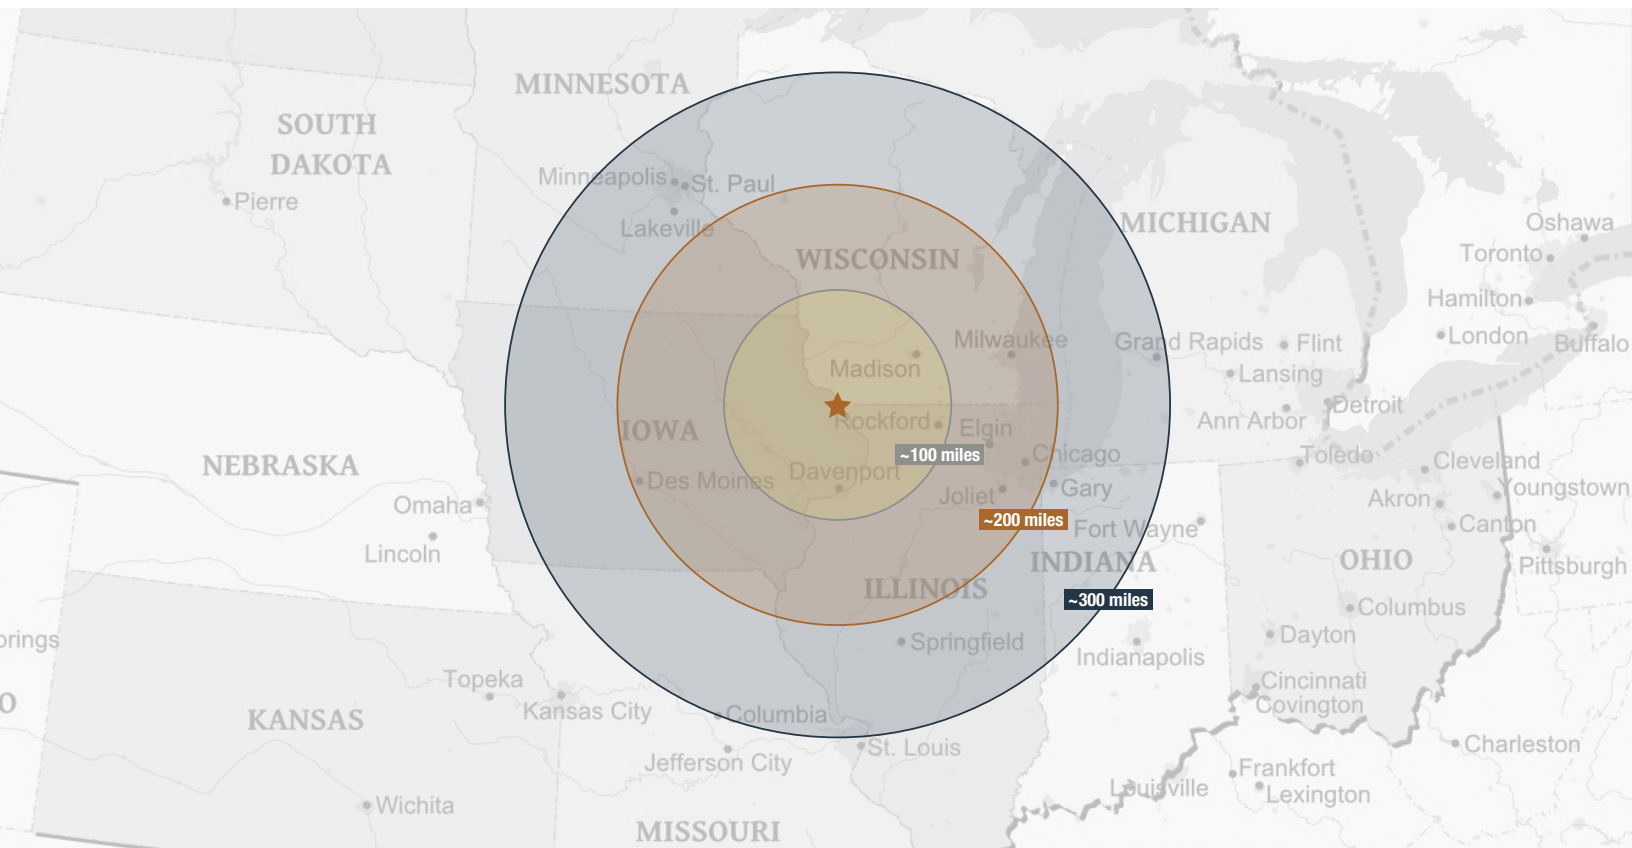 MINNESOTA
SOUTH
DAKOTA
Minneapolis
St. Paul
Pierre
Lakeville
MICHIGAN
Oshawa
Toronto
WISCONSIN
Hamilton
London
Buffalo
Milwaukee
Grand Rapids
Flint
Madison
Lansing
Detroit
Rockford
Elgin
Ann Arbor
IOWA
~100 miles
Chicago
Toledo
Cleveland
NEBRASKA
Des Moines
Davenport
Joliet
Gary
Youngstown
Omaha
Akron
~200 miles
Fort Wayne
Canton
Lincoln
INDIANA
OHIO
Pittsburgh
ILLINOIS
~300 miles
Columbus
orings
Springfield
Dayton
Indianapolis
Topeka
Cincinnati
O
Kansas City
Columbia
Covington
KANSAS
St. Louis
Charleston
Jefferson City
Frankfort
Louisville
Lexington
Wichita
MISSOURI